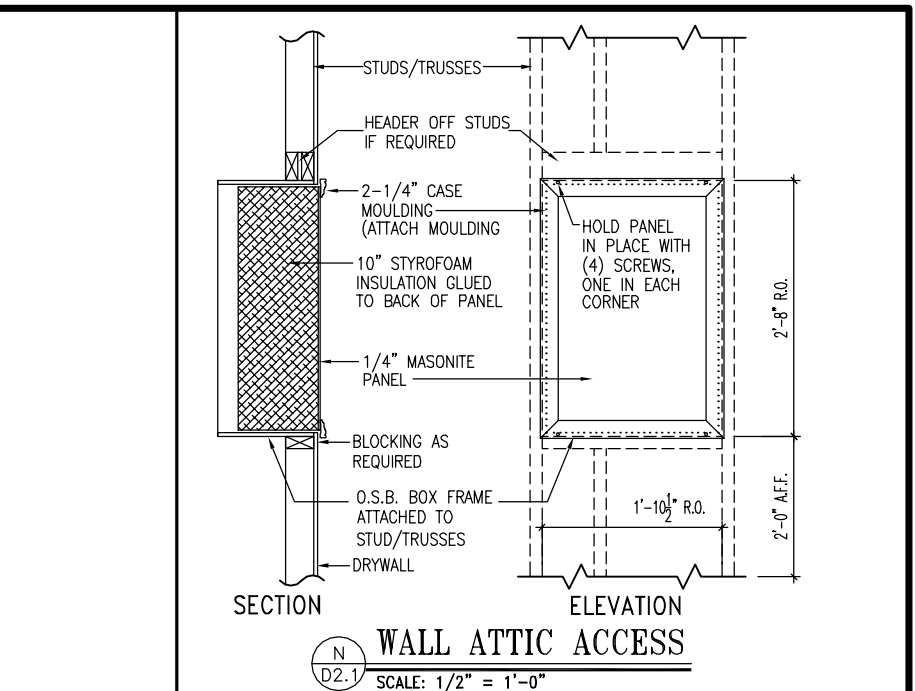 STUDS/TRUSSES
HEADER OFF STUDS
IF REQUIRED
2-1/4" CASE
MOULDING
(ATTACH MOULDING
10" STYROFOAM
INSULATION GLUED
TO BACK OF PANEL
1/4" MASONITE
PANEL
BLOCKING AS
REQUIRED
O.S.B. BOX FRAME
ATTACHED TO
STUD/TRUSSES
DRYWALL
HOLD PANEL
IN PLACE WITH
(4) SCREWS,
ONE IN EACH
CORNER
2'-8" R.O.
1'-10½" R.O.
2'-0" A.F.F.
SECTION
ELEVATION
N
D2.1
WALL ATTIC ACCESS
SCALE: 1/2" = 1'-0"